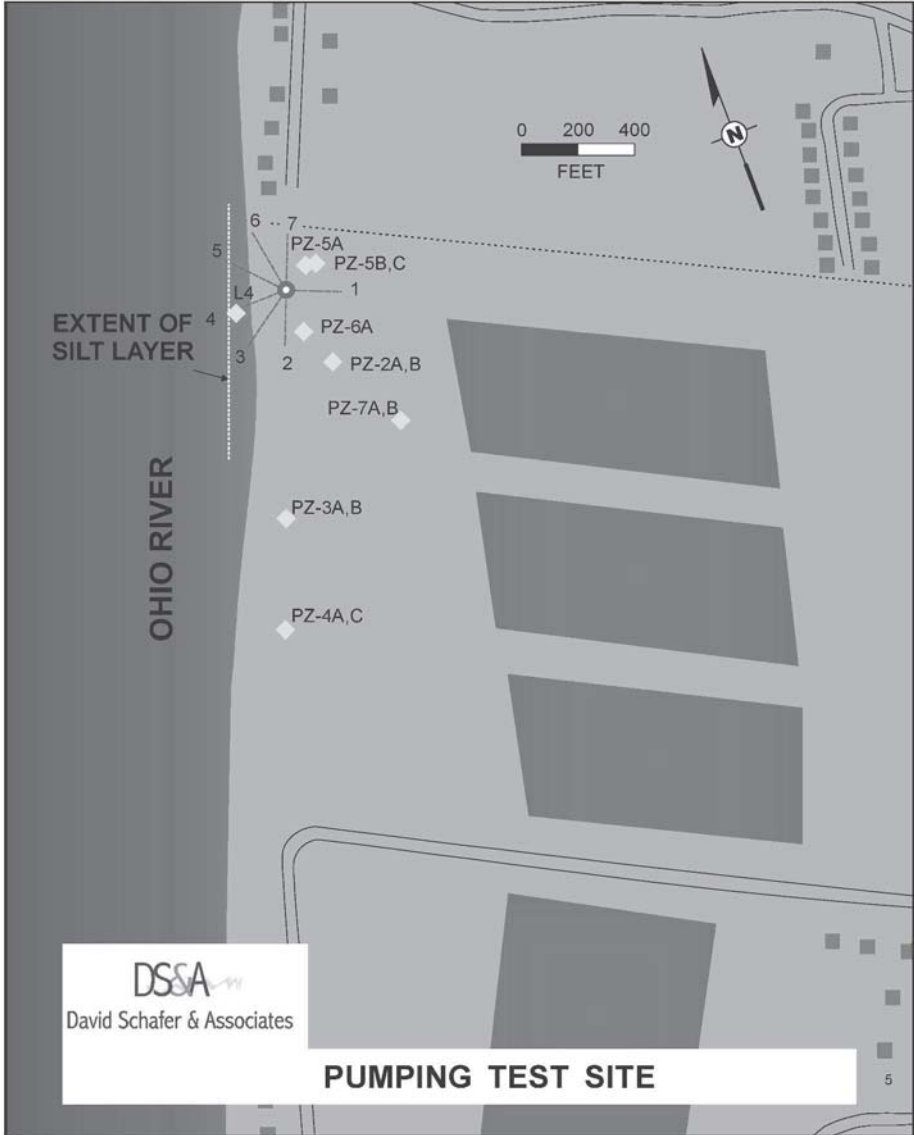 0 200 400
FEET
N
6 7
PZ-5A
5
PZ-5B,C
L4
1
4
EXTENT OF
SILT LAYER
PZ-6A
3
2
PZ-2A,B
PZ-7A,B
OHIO RIVER
PZ-3A,B
PZ-4A,C
DS&A
David Schafer & Associates
PUMPING TEST SITE
5